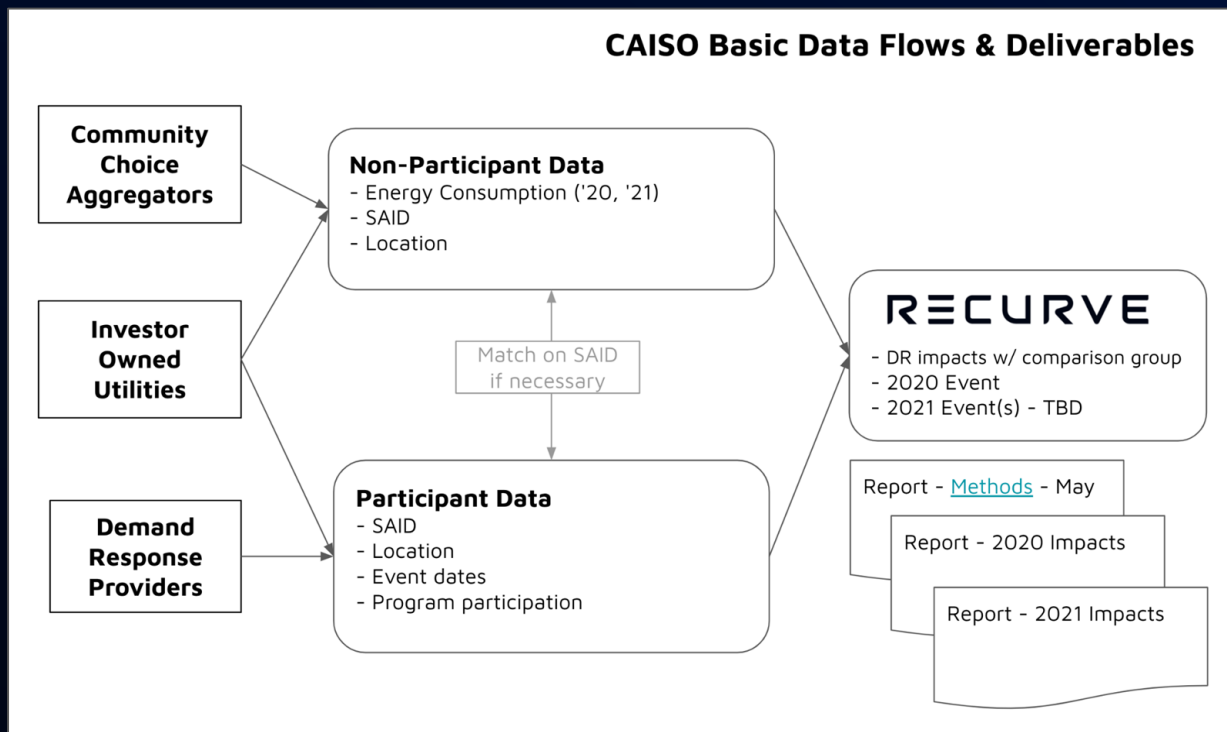 CAISO Basic Data Flows & Deliverables
Community
Choice
Aggregators
Investor
Owned
Utilities
Demand
Response
Providers
Non-Participant Data
- Energy Consumption ('20, '21)
- SAID
- Location
Match on SAID
if necessary
Participant Data
- SAID
- Location
- Event dates
- Program participation
RECURVE
- DR impacts w/ comparison group
- 2020 Event
- 2021 Event(s) - TBD
Report - Methods - May
Report - 2020 Impacts
Report - 2021 Impacts